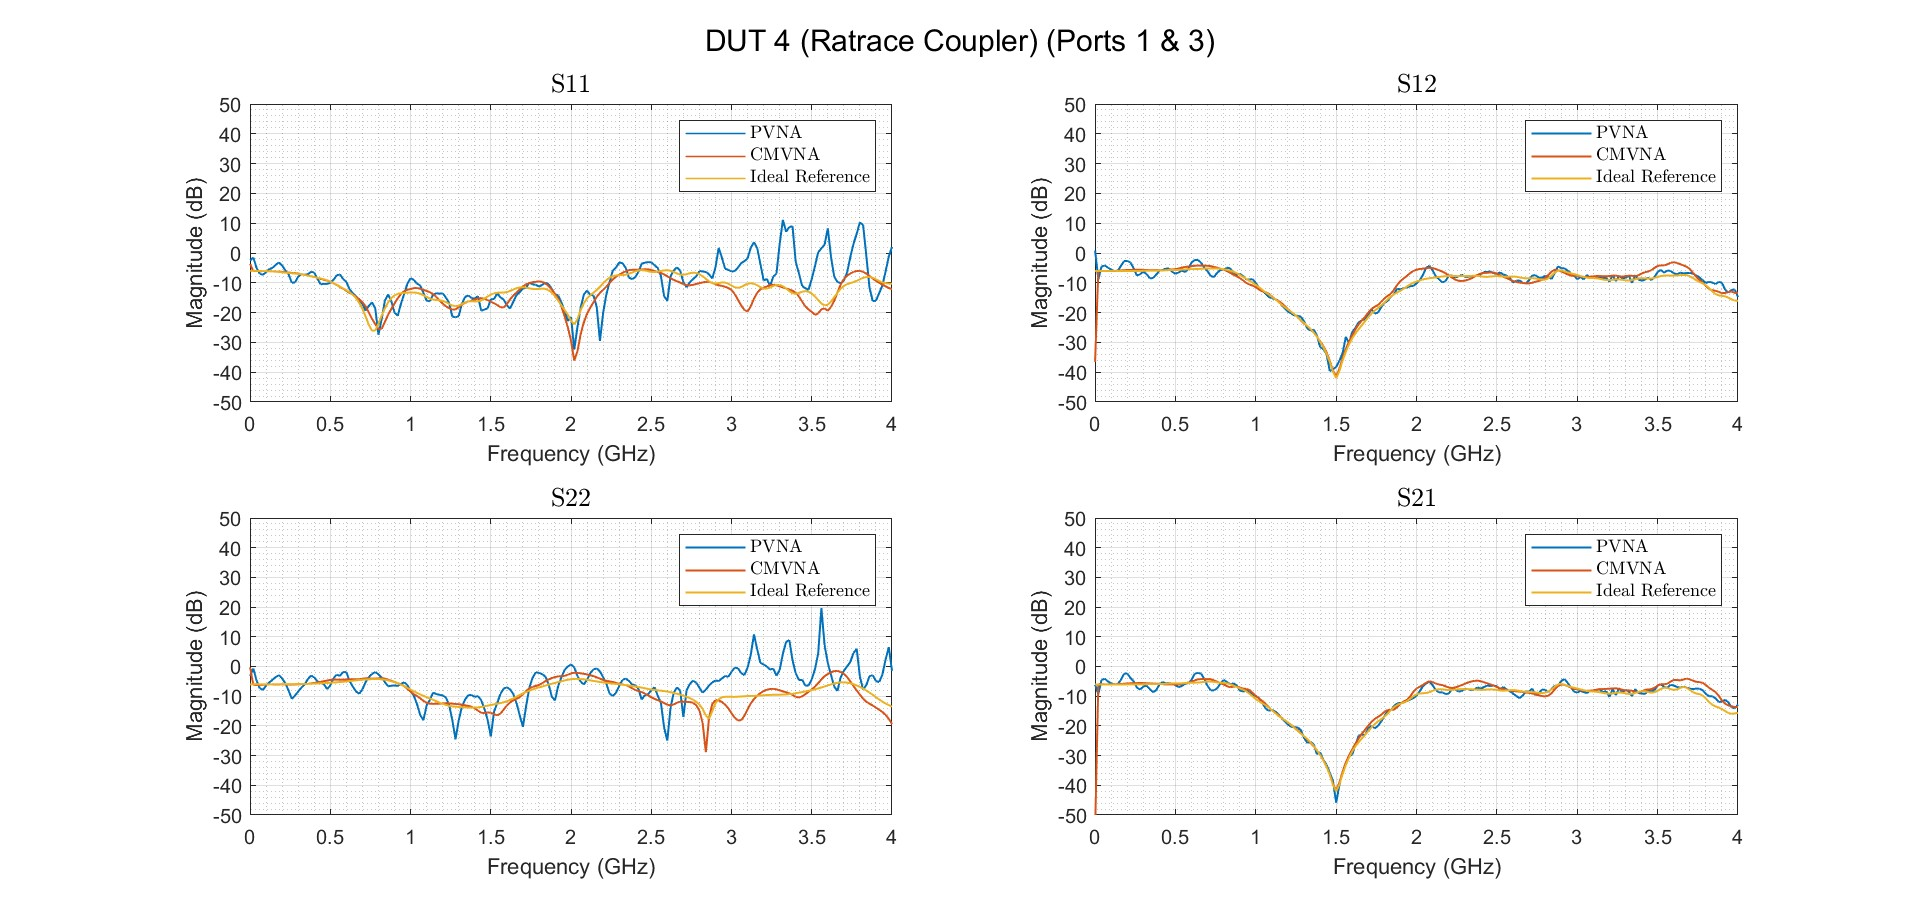 DUT 4 (Ratrace Coupler) (Ports 1 & 3)
S11
50
40
30
20
10
0
-10
-20
-30
-40
-50
Magnitude (dB)
PVNA
CMVNA
Ideal Reference
0 0.5 1 1.5 2 2.5 3 3.5 4
Frequency (GHz)
S12
50
40
30
20
10
0
-10
-20
-30
-40
-50
Magnitude (dB)
PVNA
CMVNA
Ideal Reference
0 0.5 1 1.5 2 2.5 3 3.5 4
Frequency (GHz)
S22
50
40
30
20
10
0
-10
-20
-30
-40
-50
Magnitude (dB)
PVNA
CMVNA
Ideal Reference
0 0.5 1 1.5 2 2.5 3 3.5 4
Frequency (GHz)
S21
50
40
30
20
10
0
-10
-20
-30
-40
-50
Magnitude (dB)
PVNA
CMVNA
Ideal Reference
0 0.5 1 1.5 2 2.5 3 3.5 4
Frequency (GHz)